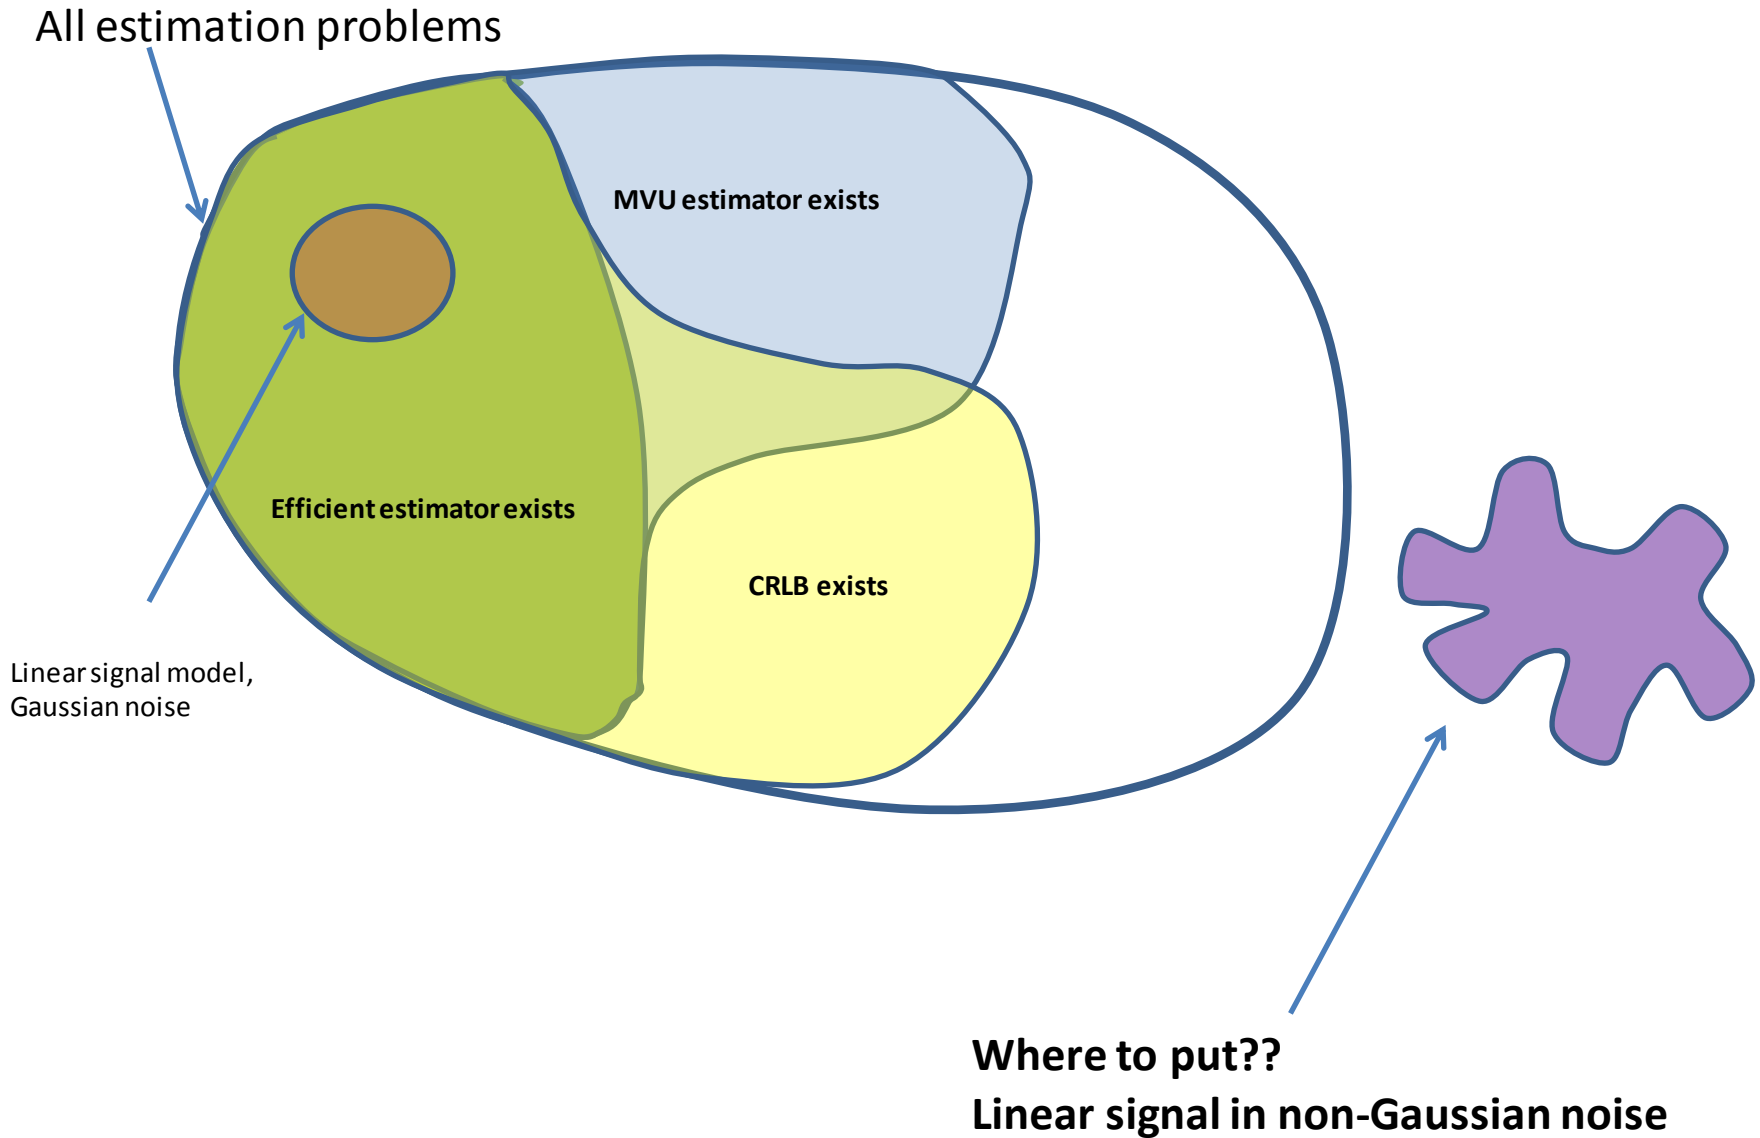 All estimation problems
MVU estimator exists
Efficient estimator exists
CRLB exists
Linear signal model,
Gaussian noise
Where to put??
Linear signal in non-Gaussian noise